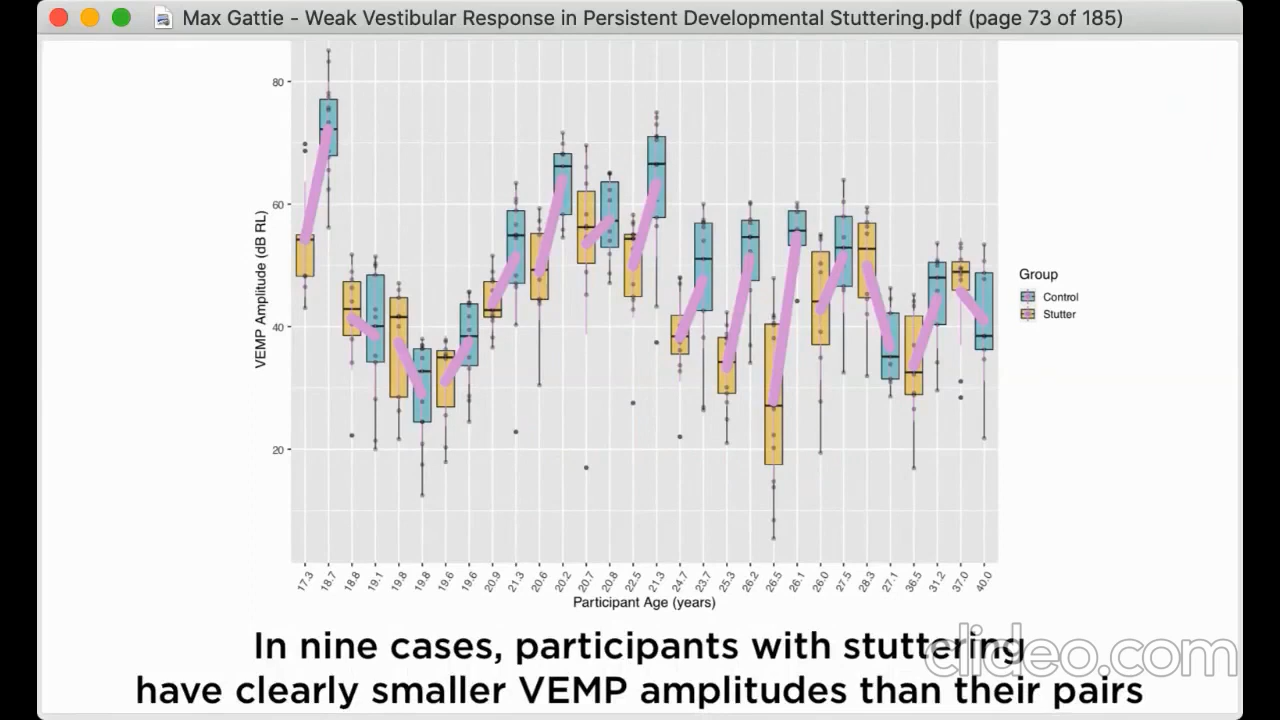 Max Gattie - Weak Vestibular Response in Persistent Developmental Stuttering.pdf (page 73 of 185)
80
60
40
20
VEMP Amplitude (dB RL)
Group
Control
Stutter
17.3 18.7 18.8 19.1 19.8 19.8 19.6 19.6 20.9 21.3 20.6 20.2 20.7 20.8 22.5 21.3 24.7 23.7 25.3 26.2 26.5 26.1 26.0 27.5 28.3 27.1 36.5 31.2 37.0 40.0
Participant Age (years)
In nine cases, participants with stuttering
have clearly smaller VEMP amplitudes than their pairs
clideo.com